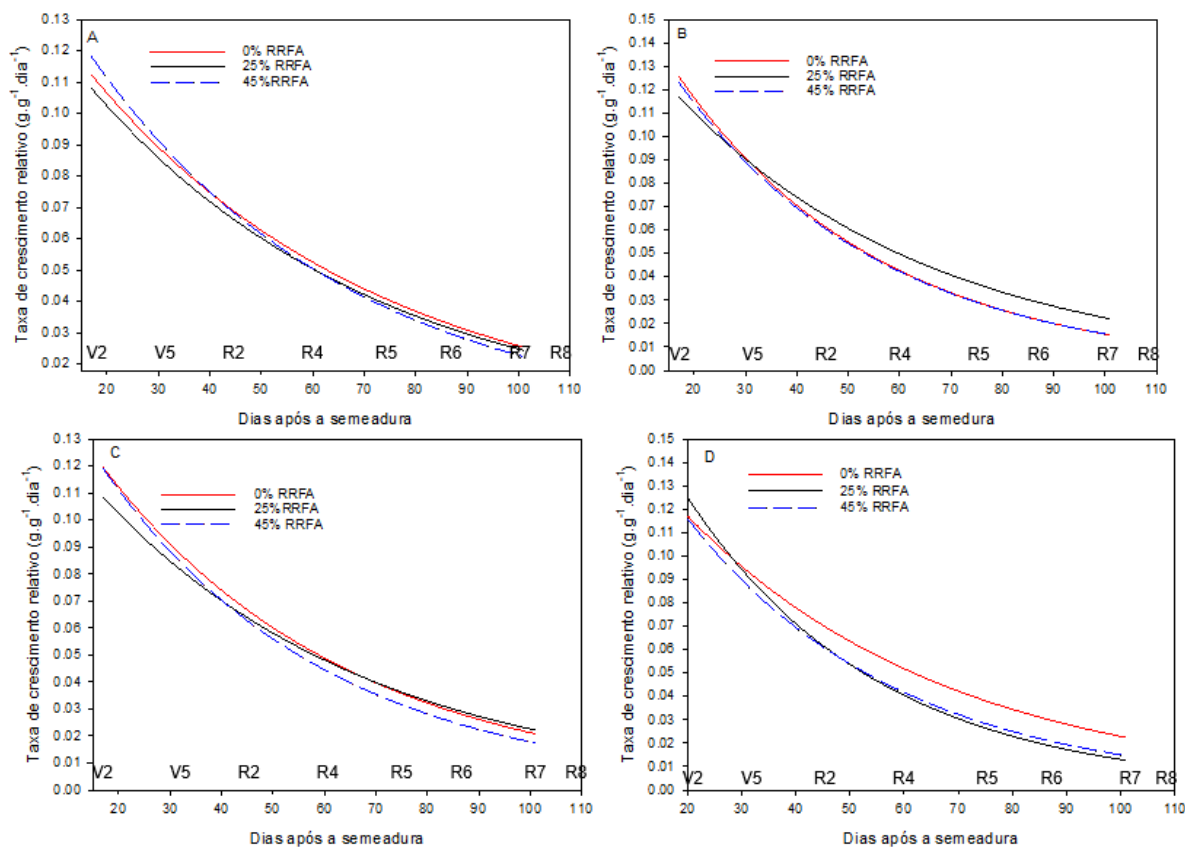 A
0% RRFA
25% RRFA
45%RRFA
Taxa de crescimento relativo (g.g⁻¹.dia⁻¹)
0.13
0.12
0.11
0.10
0.09
0.08
0.07
0.06
0.05
0.04
0.03
0.02
V2 V5 R2 R4 R5 R6 R7 R8
20 30 40 50 60 70 80 90 100 110
Dias após a semeadura
B
0% RRFA
25% RRFA
45% RRFA
Taxa de crescimento relativo (g.g⁻¹.dia⁻¹)
0.15
0.14
0.13
0.12
0.11
0.10
0.09
0.08
0.07
0.06
0.05
0.04
0.03
0.02
0.01
0.00
V2 V5 R2 R4 R5 R6 R7 R8
20 30 40 50 60 70 80 90 100 110
Dias após a semedura
C
0% RRFA
25%RRFA
45% RRFA
Taxa de crescimento relativo (g.g⁻¹.dia⁻¹)
0.13
0.12
0.11
0.10
0.09
0.08
0.07
0.06
0.05
0.04
0.03
0.02
0.01
0.00
V2 V5 R2 R4 R5 R6 R7 R8
20 30 40 50 60 70 80 90 100 110
Dias após a semeadura
D
0% RRFA
25% RRFA
45% RRFA
Taxa de crescimento relativo (g.g⁻¹.dia⁻¹)
0.15
0.14
0.13
0.12
0.11
0.10
0.09
0.08
0.07
0.06
0.05
0.04
0.03
0.02
0.01
0.00
V2 V5 R2 R4 R5 R6 R7 R8
20 30 40 50 60 70 80 90 100 110
Dias após a semeadura